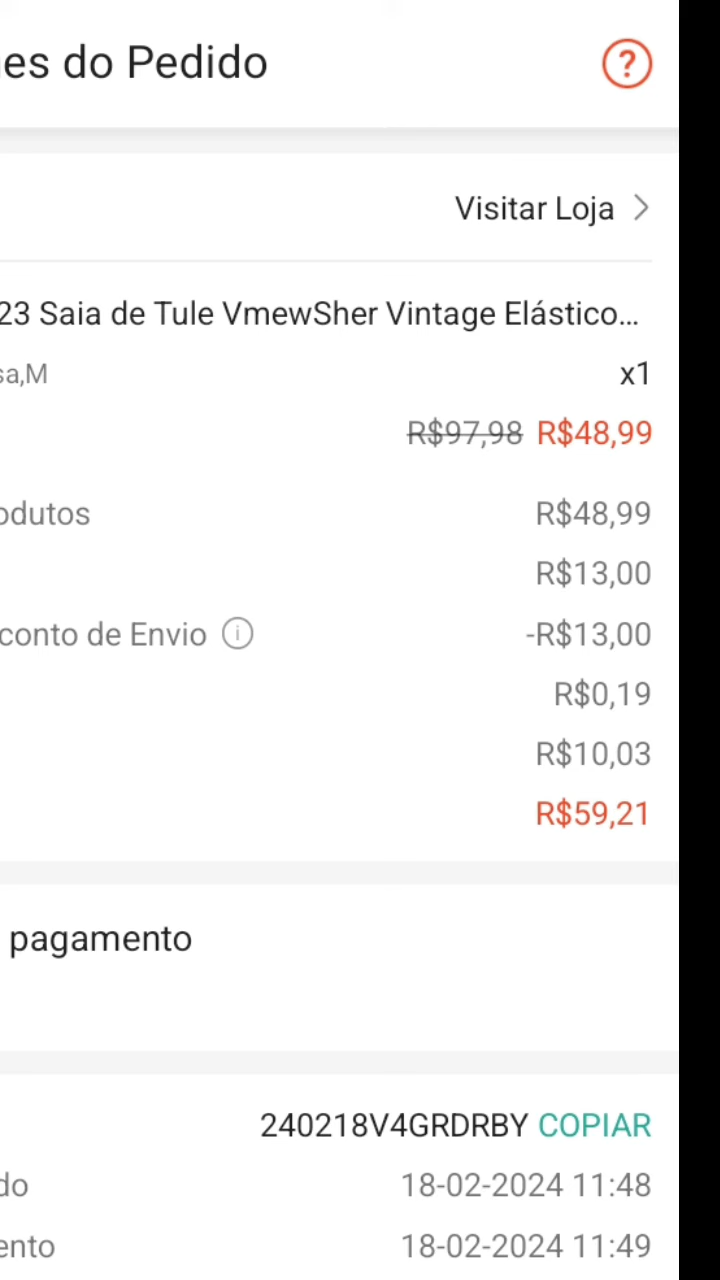 es do Pedido
Visitar Loja
23 Saia de Tule VmewSher Vintage Elástico...
sa,M x1
R$97,98 R$48,99
odutos R$48,99
R$13,00
conto de Envio -R$13,00
R$0,19
R$10,03
R$59,21
pagamento
240218V4GRDRBY COPIAR
do 18-02-2024 11:48
ento 18-02-2024 11:49